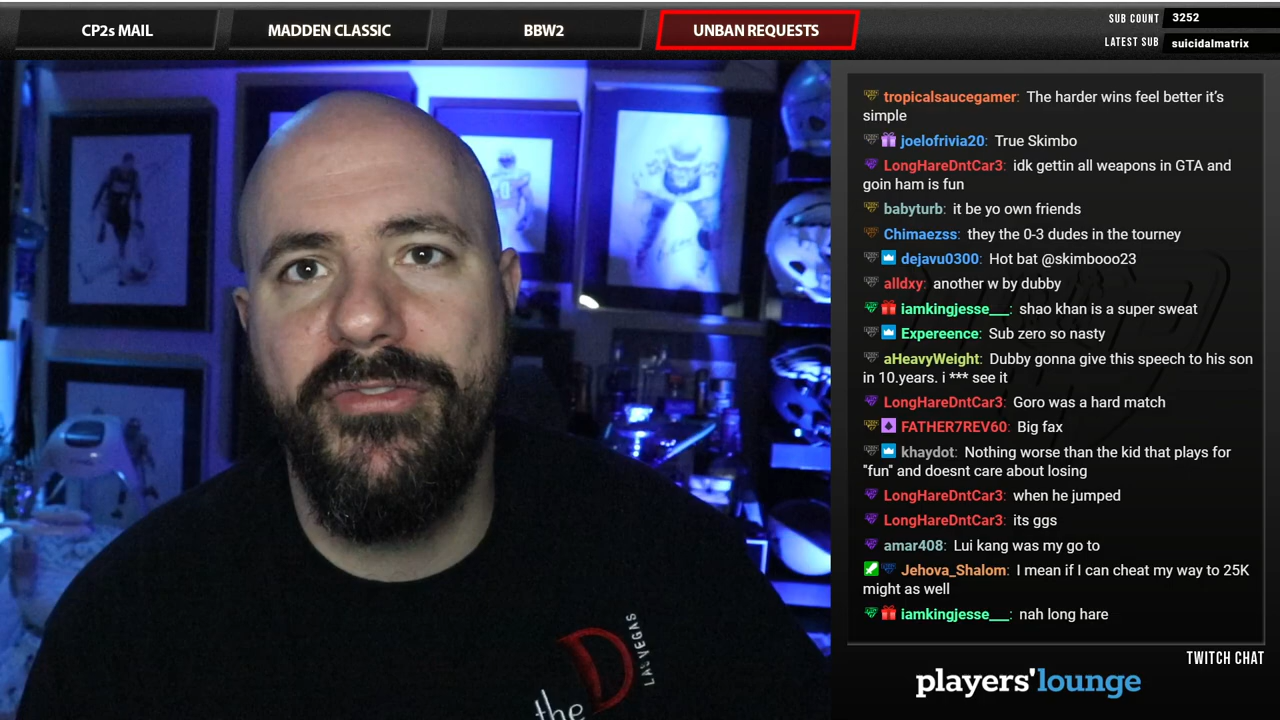 CP2s MAIL
MADDEN CLASSIC
BBW2
UNBAN REQUESTS
SUB COUNT 3252
LATEST SUB suicidalmatrix
tropicalsaucegamer: The harder wins feel better it's
simple
joelofrivia20: True Skimbo
LongHareDntCar3: idk gettin all weapons in GTA and
goin ham is fun
babyturb: it be yo own friends
Chimaezss: they the 0-3 dudes in the tourney
dejavu0300: Hot bat @skimbooo23
alldxy: another w by dubby
iamkingjesse___: shao khan is a super sweat
Expereence: Sub zero so nasty
aHeavyWeight: Dubby gonna give this speech to his son
in 10.years. i *** see it
LongHareDntCar3: Goro was a hard match
FATHER7REV60: Big fax
khaydot: Nothing worse than the kid that plays for
"fun" and doesnt care about losing
LongHareDntCar3: when he jumped
LongHareDntCar3: its ggs
amar408: Lui kang was my go to
Jehova_Shalom: I mean if I can cheat my way to 25K
might as well
iamkingjesse___: nah long hare
TWITCH CHAT
players'lounge
the D
LAS VEGAS